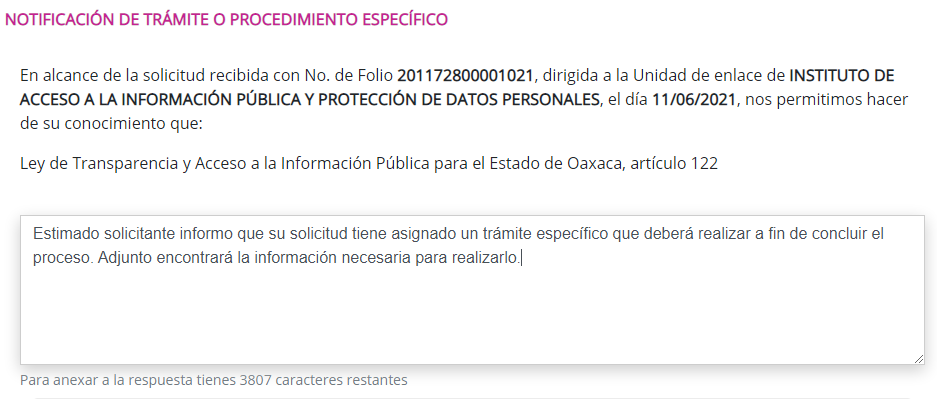 NOTIFICACIÓN DE TRÁMITE O PROCEDIMIENTO ESPECÍFICO
En alcance de la solicitud recibida con No. de Folio 201172800001021, dirigida a la Unidad de enlace de INSTITUTO DE
ACCESO A LA INFORMACIÓN PÚBLICA Y PROTECCIÓN DE DATOS PERSONALES, el día 11/06/2021, nos permitimos hacer
de su conocimiento que:
Ley de Transparencia y Acceso a la Información Pública para el Estado de Oaxaca, artículo 122
Estimado solicitante informo que su solicitud tiene asignado un trámite específico que deberá realizar a fin de concluir el
proceso. Adjunto encontrará la información necesaria para realizarlo.
Para anexar a la respuesta tienes 3807 caracteres restantes